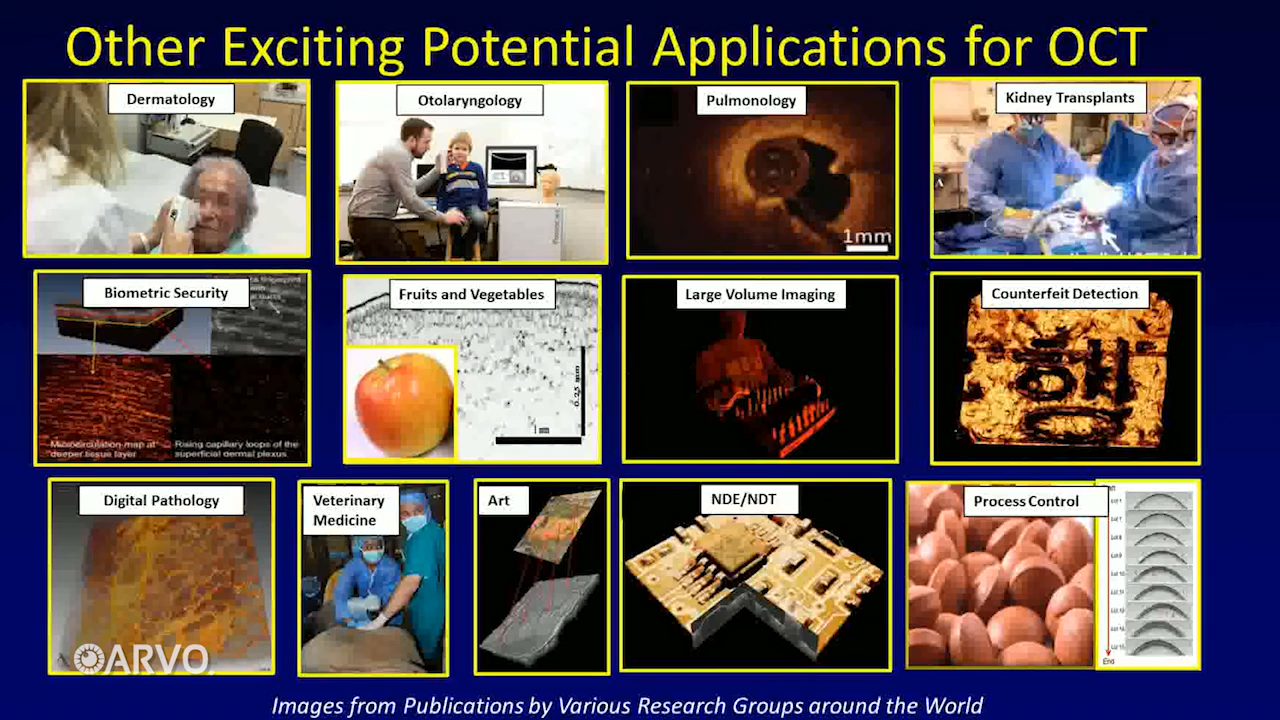 Other Exciting Potential Applications for OCT
Dermatology
Otolaryngology
Pulmonology
1mm
Kidney Transplants
A
Biometric Security
Microcirculation map at
deeper tissue layer
Rising capillary loops of the
superficial dermal plexus
Fruits and Vegetables
0.25 mm
1 mm
Large Volume Imaging
Counterfeit Detection
Digital Pathology
ARVO
Veterinary
Medicine
Art
NDE/NDT
Process Control
End
Images from Publications by Various Research Groups around the World